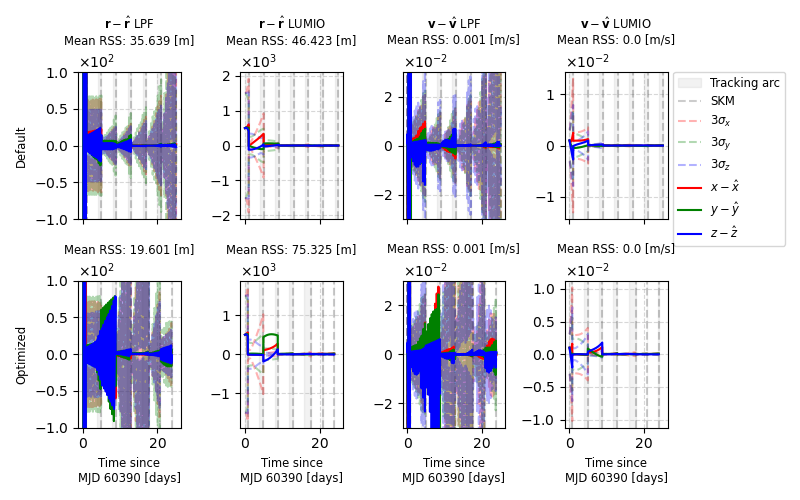 r − r̂ LPF
Mean RSS: 35.639 [m]
r − r̂ LUMIO
Mean RSS: 46.423 [m]
v − v̂ LPF
Mean RSS: 0.001 [m/s]
v − v̂ LUMIO
Mean RSS: 0.0 [m/s]
×10²
×10³
×10⁻²
×10⁻²
Default
1.0
0.5
0.0
−0.5
−1.0
2
1
0
−1
−2
2
0
−2
1
0
−1
Tracking arc
SKM
3σₓ
3σ_y
3σ_z
x − x̂
y − ŷ
z − ẑ
Mean RSS: 19.601 [m]
Mean RSS: 75.325 [m]
Mean RSS: 0.001 [m/s]
Mean RSS: 0.0 [m/s]
×10²
×10³
×10⁻²
×10⁻²
Optimized
1.0
0.5
0.0
−0.5
−1.0
1
0
−1
2
0
−2
1.0
0.5
0.0
−0.5
−1.0
0 20
0 20
0 20
0 20
Time since
MJD 60390 [days]
Time since
MJD 60390 [days]
Time since
MJD 60390 [days]
Time since
MJD 60390 [days]